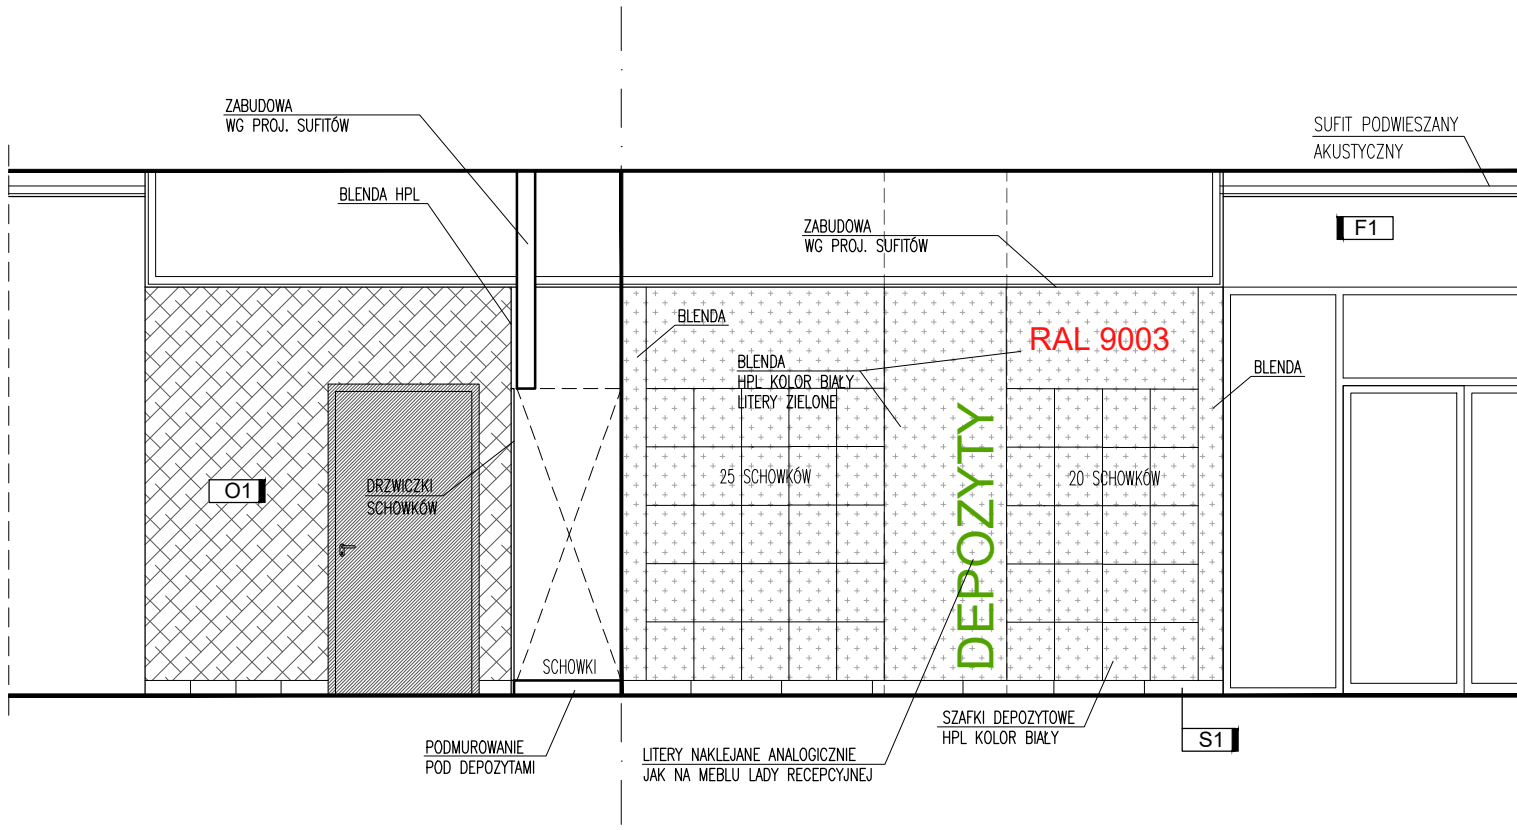 ZABUDOWA
WG PROJ. SUFITÓW
SUFIT PODWIESZANY
AKUSTYCZNY
BLENDA HPL
ZABUDOWA
WG PROJ. SUFITÓW
F1
BLENDA
RAL 9003
BLENDA
HPL KOLOR BIAŁY
LITERY ZIELONE
BLENDA
DEPOZYTY
25 SCHOWKÓW
20 SCHOWKÓW
O1
DRZWICZKI
SCHOWKÓW
SCHOWKI
SZAFKI DEPOZYTOWE
HPL KOLOR BIAŁY
S1
PODMUROWANIE
POD DEPOZYTAMI
LITERY NAKLEJANE ANALOGICZNIE
JAK NA MEBLU LADY RECEPCYJNEJ